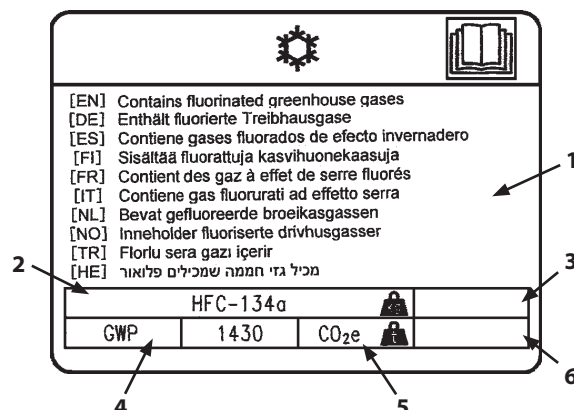 [EN] Contains fluorinated greenhouse gases
[DE] Enthält fluorierte Treibhausgase
[ES] Contiene gases fluorados de efecto invernadero
[FI] Sisältää fluorattuja kasvihuonekaasuja
[FR] Contient des gaz à effet de serre fluorés
[IT] Contiene gas fluorurati ad effetto serra
[NL] Bevat gefluoreerde broeikasgassen
[NO] Inneholder fluoriserte drivhusgasser
[TR] Florlu sera gazı içerir
[HE] מכיל גזי חממה שמכילים פלואור
HFC-134a
GWP 1430 CO₂e
1
2
3
4
5
6